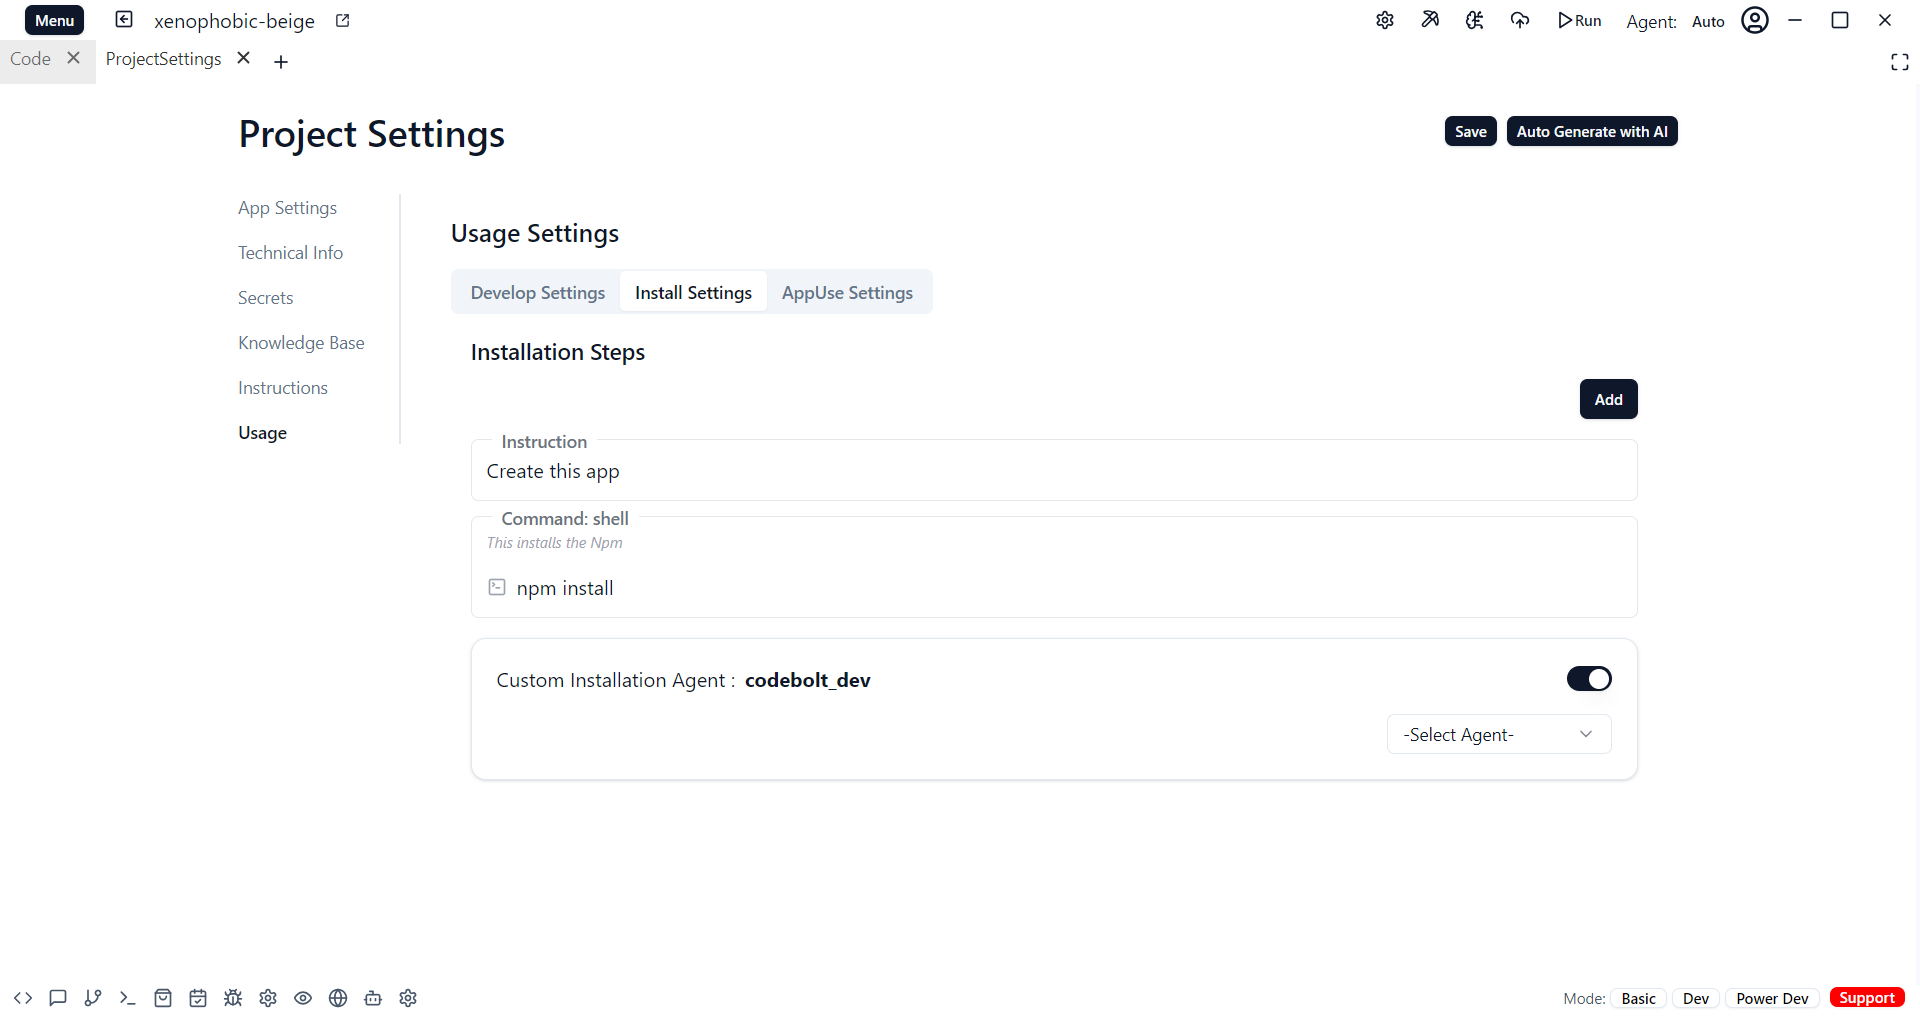 Menu
xenophobic-beige
Run
Agent: Auto
Code
ProjectSettings
Project Settings
Save
Auto Generate with AI
App Settings
Technical Info
Secrets
Knowledge Base
Instructions
Usage
Usage Settings
Develop Settings
Install Settings
AppUse Settings
Installation Steps
Add
Instruction
Create this app
Command: shell
This installs the Npm
npm install
Custom Installation Agent : codebolt_dev
-Select Agent-
Mode: Basic Dev Power Dev Support